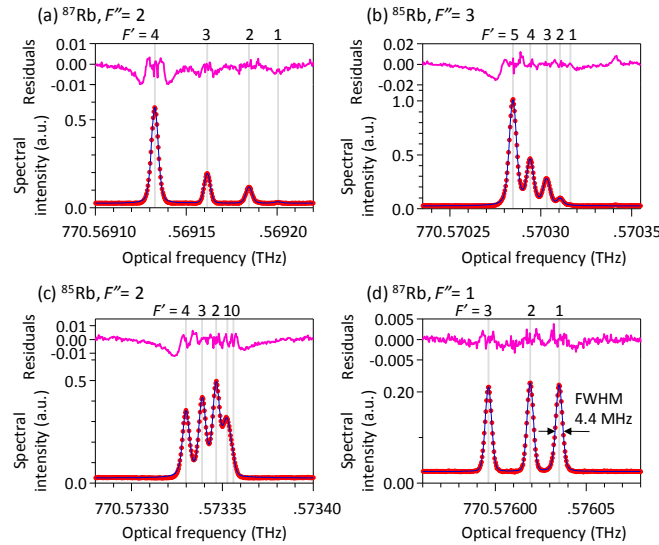 (a) ⁸⁷Rb, F″= 2
F′ = 4 3 2 1
Residuals
0.01
0.00
-0.01
Spectral
intensity (a.u.)
0.5
0.0
770.56910 .56915 .56920
Optical frequency (THz)
(b) ⁸⁵Rb, F″ = 3
F′ = 5 4 3 2 1
Residuals
0.02
0.00
-0.02
Spectral
intensity (a.u.)
1.0
0.5
0.0
770.57025 .57030 .57035
Optical frequency (THz)
(c) ⁸⁵Rb, F″= 2
F′ = 4 3 2 1 0
Residuals
0.01
0.00
-0.01
Spectral
intensity (a.u.)
0.5
0.0
770.57330 .57335 .57340
Optical frequency (THz)
(d) ⁸⁷Rb, F″= 1
F′ = 3 2 1
Residuals
0.005
0.000
-0.005
Spectral
intensity (a.u.)
0.20
0.00
FWHM
4.4 MHz
770.57600 .57605
Optical frequency (THz)